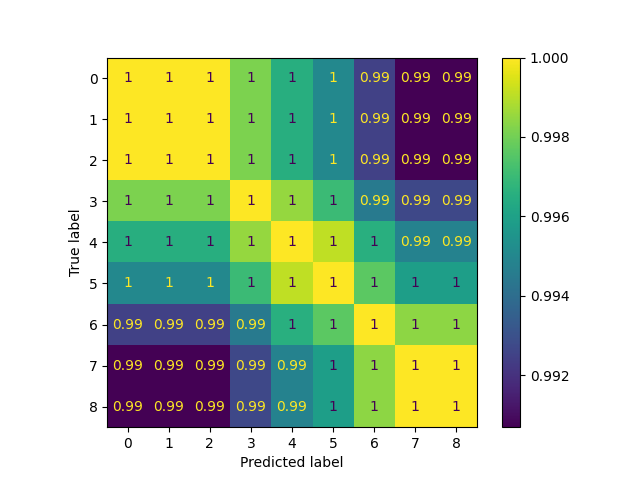 0 1 1 1 1 1 1 0.99 0.99 0.99 1.000
1 1 1 1 1 1 1 0.99 0.99 0.99 0.998
2 1 1 1 1 1 1 0.99 0.99 0.99
3 1 1 1 1 1 1 0.99 0.99 0.99
4 1 1 1 1 1 1 1 0.99 0.99 0.996
5 1 1 1 1 1 1 1 1 1 0.994
6 0.99 0.99 0.99 0.99 1 1 1 1 1
7 0.99 0.99 0.99 0.99 0.99 1 1 1 1 0.992
8 0.99 0.99 0.99 0.99 0.99 1 1 1 1
0 1 2 3 4 5 6 7 8
Predicted label
True label